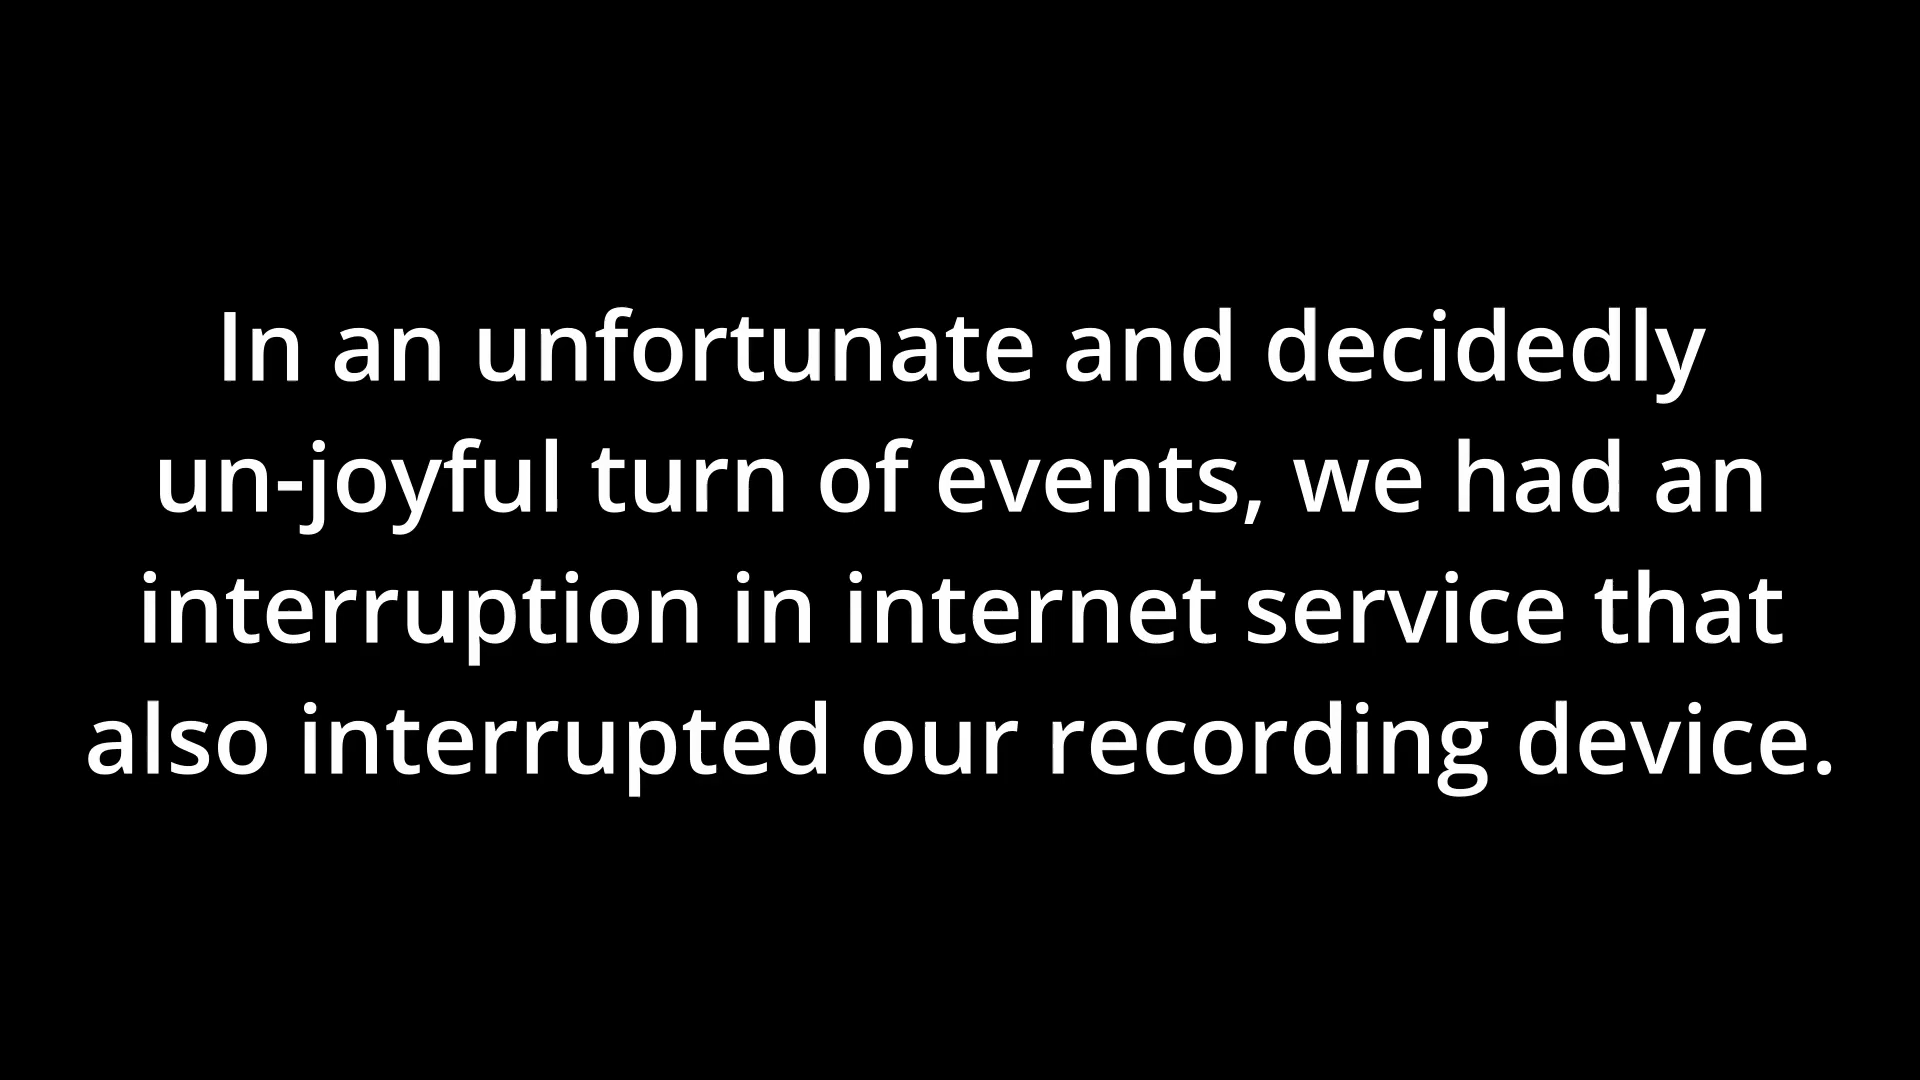 In an unfortunate and decidedly
un-joyful turn of events, we had an
interruption in internet service that
also interrupted our recording device.